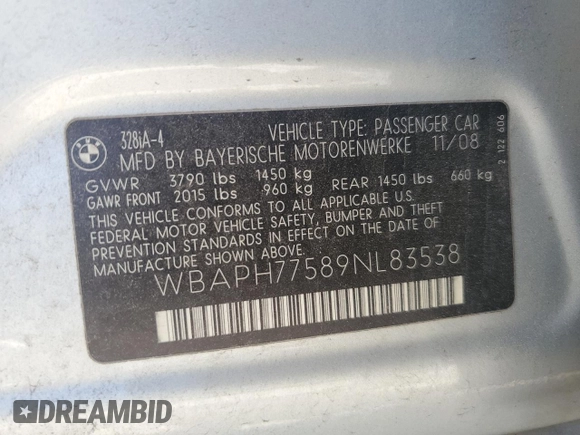 BMW
328iA-4 VEHICLE TYPE: PASSENGER CAR
MFD BY BAYERISCHE MOTORENWERKE 11/08
GVWR 3790 lbs 1450 kg
GAWR FRONT 2015 lbs 960 kg REAR 1450 lbs 660 kg
THIS VEHICLE CONFORMS TO ALL APPLICABLE
FEDERAL MOTOR VEHICLE SAFETY, BUMPER AND THEFT
PREVENTION STANDARDS IN EFFECT ON THE DATE OF
MANUFACTURE SHOWN ABOVE.
WBAPH77589NL83538
2 122 606
DREAMBID